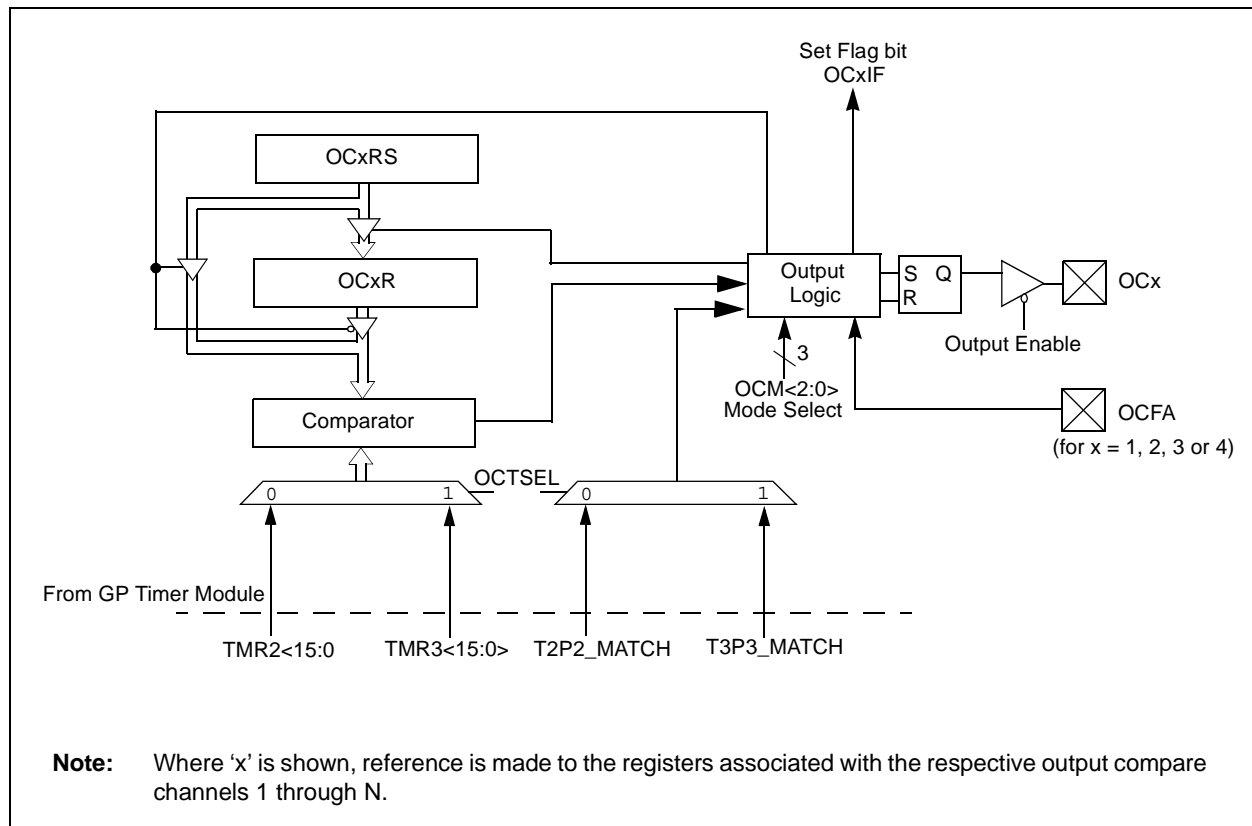 Set Flag bit
OCxIF
OCxRS
OCxR
Output
Logic
S Q
R
OCx
Output Enable
3
OCM<2:0>
Mode Select
OCFA
(for x = 1, 2, 3 or 4)
Comparator
OCTSEL
0 1
0 1
From GP Timer Module
TMR2<15:0 TMR3<15:0> T2P2_MATCH T3P3_MATCH
Note: Where ‘x’ is shown, reference is made to the registers associated with the respective output compare
channels 1 through N.